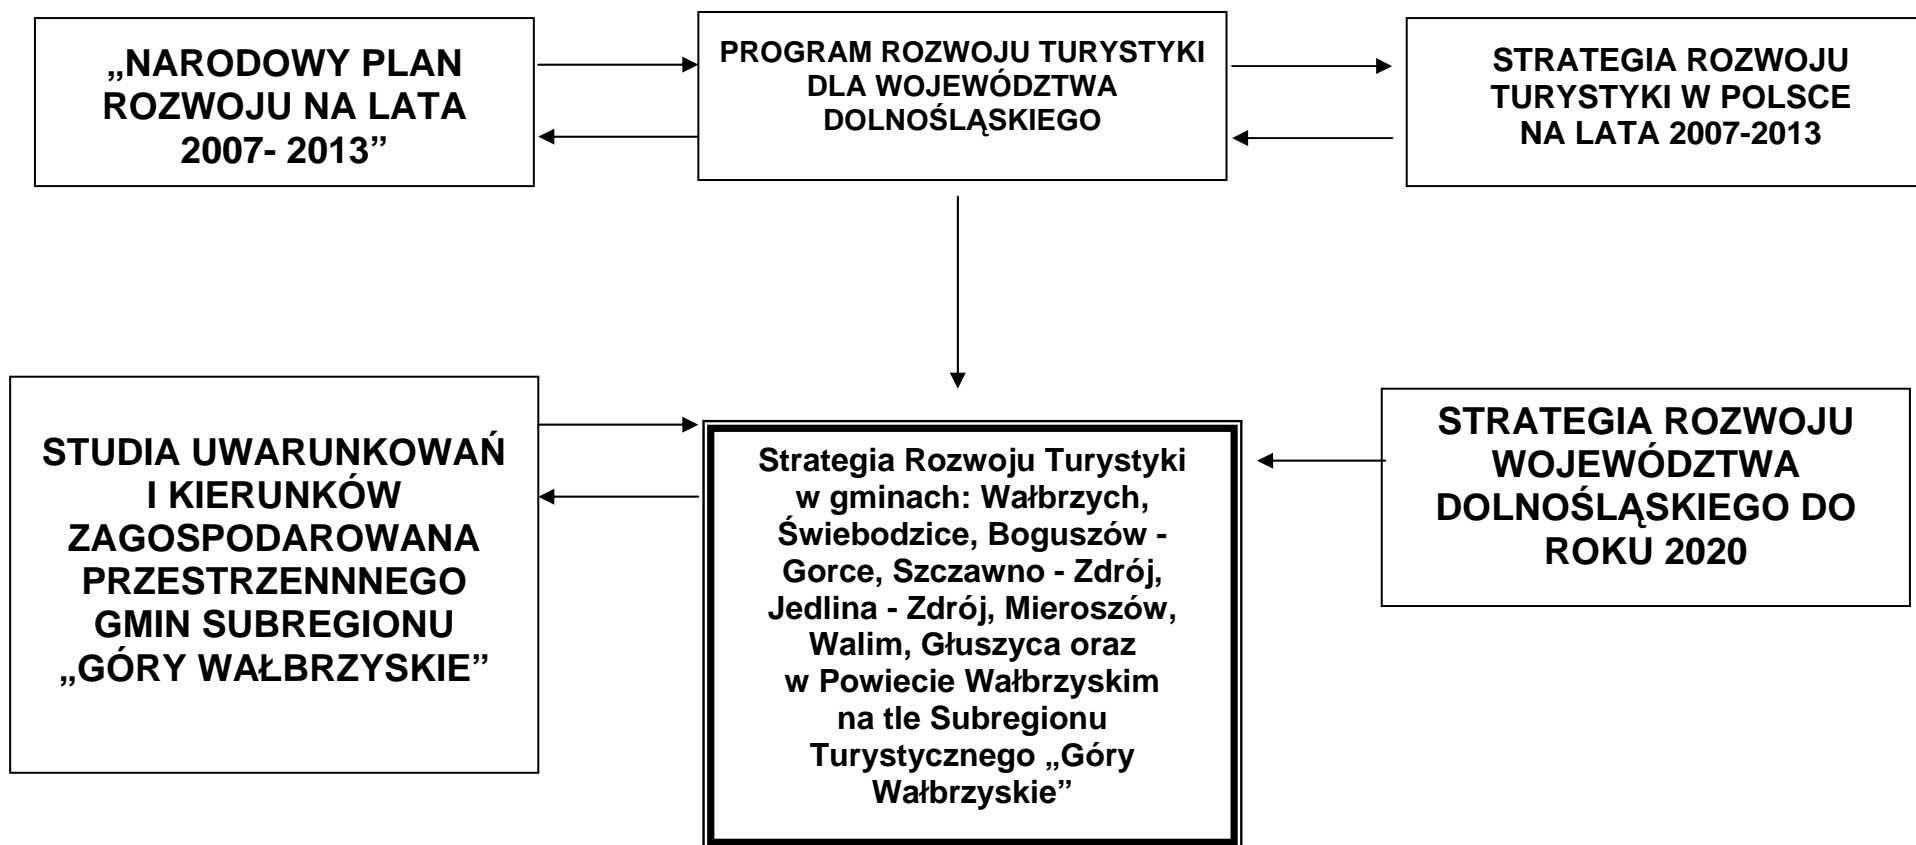 „NARODOWY PLAN
ROZWOJU NA LATA
2007- 2013”
PROGRAM ROZWOJU TURYSTYKI
DLA WOJEWÓDZTWA
DOLNOŚLĄSKIEGO
STRATEGIA ROZWOJU
TURYSTYKI W POLSCE
NA LATA 2007-2013
STUDIA UWARUNKOWAŃ
I KIERUNKÓW
ZAGOSPODAROWANA
PRZESTRZENNNEGO
GMIN SUBREGIONU
„GÓRY WAŁBRZYSKIE”
Strategia Rozwoju Turystyki
w gminach: Wałbrzych,
Świebodzice, Boguszów -
Gorce, Szczawno - Zdrój,
Jedlina - Zdrój, Mieroszów,
Walim, Głuszyca oraz
w Powiecie Wałbrzyskim
na tle Subregionu
Turystycznego „Góry
Wałbrzyskie”
STRATEGIA ROZWOJU
WOJEWÓDZTWA
DOLNOŚLĄSKIEGO DO
ROKU 2020